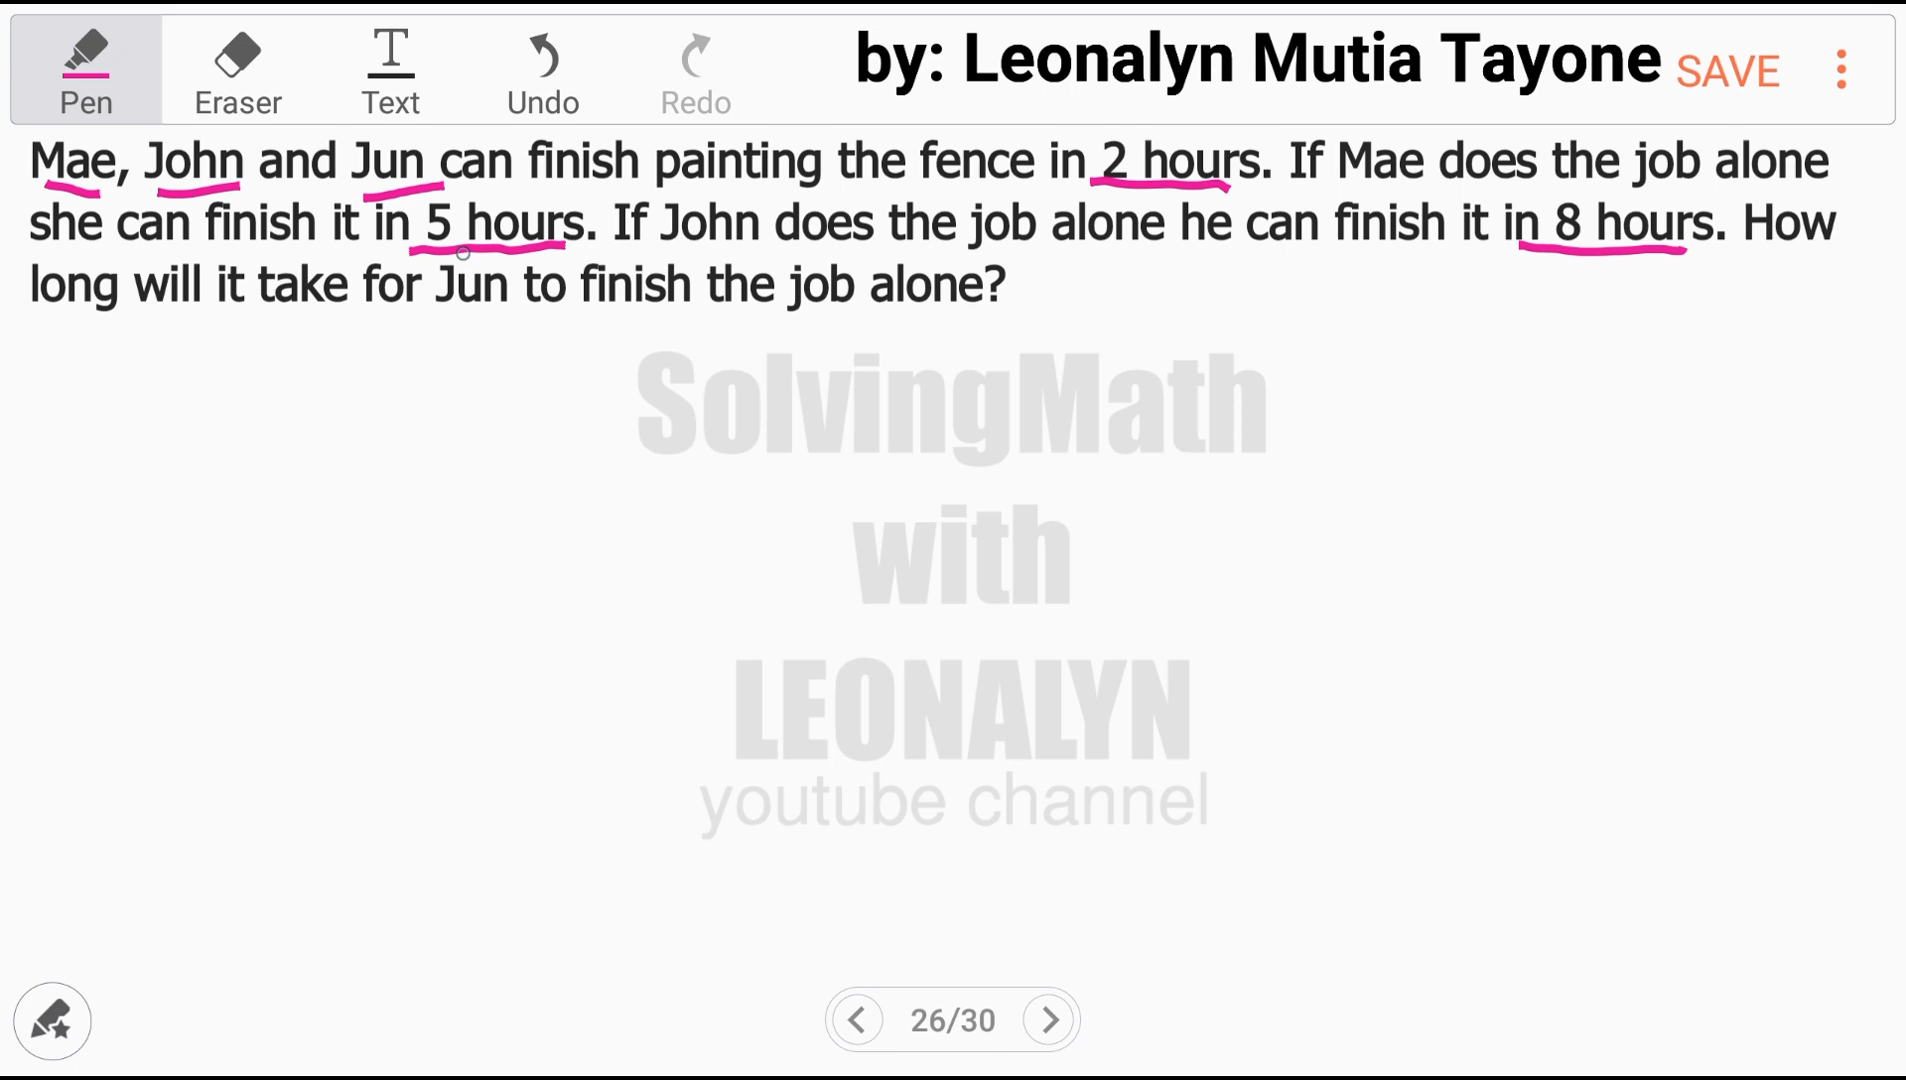 Pen
Eraser
Text
Undo
Redo
by: Leonalyn Mutia Tayone
SAVE
Mae, John and Jun can finish painting the fence in 2 hours. If Mae does the job alone
she can finish it in 5 hours. If John does the job alone he can finish it in 8 hours. How
long will it take for Jun to finish the job alone?
SolvingMath
with
LEONALYN
youtube channel
26/30